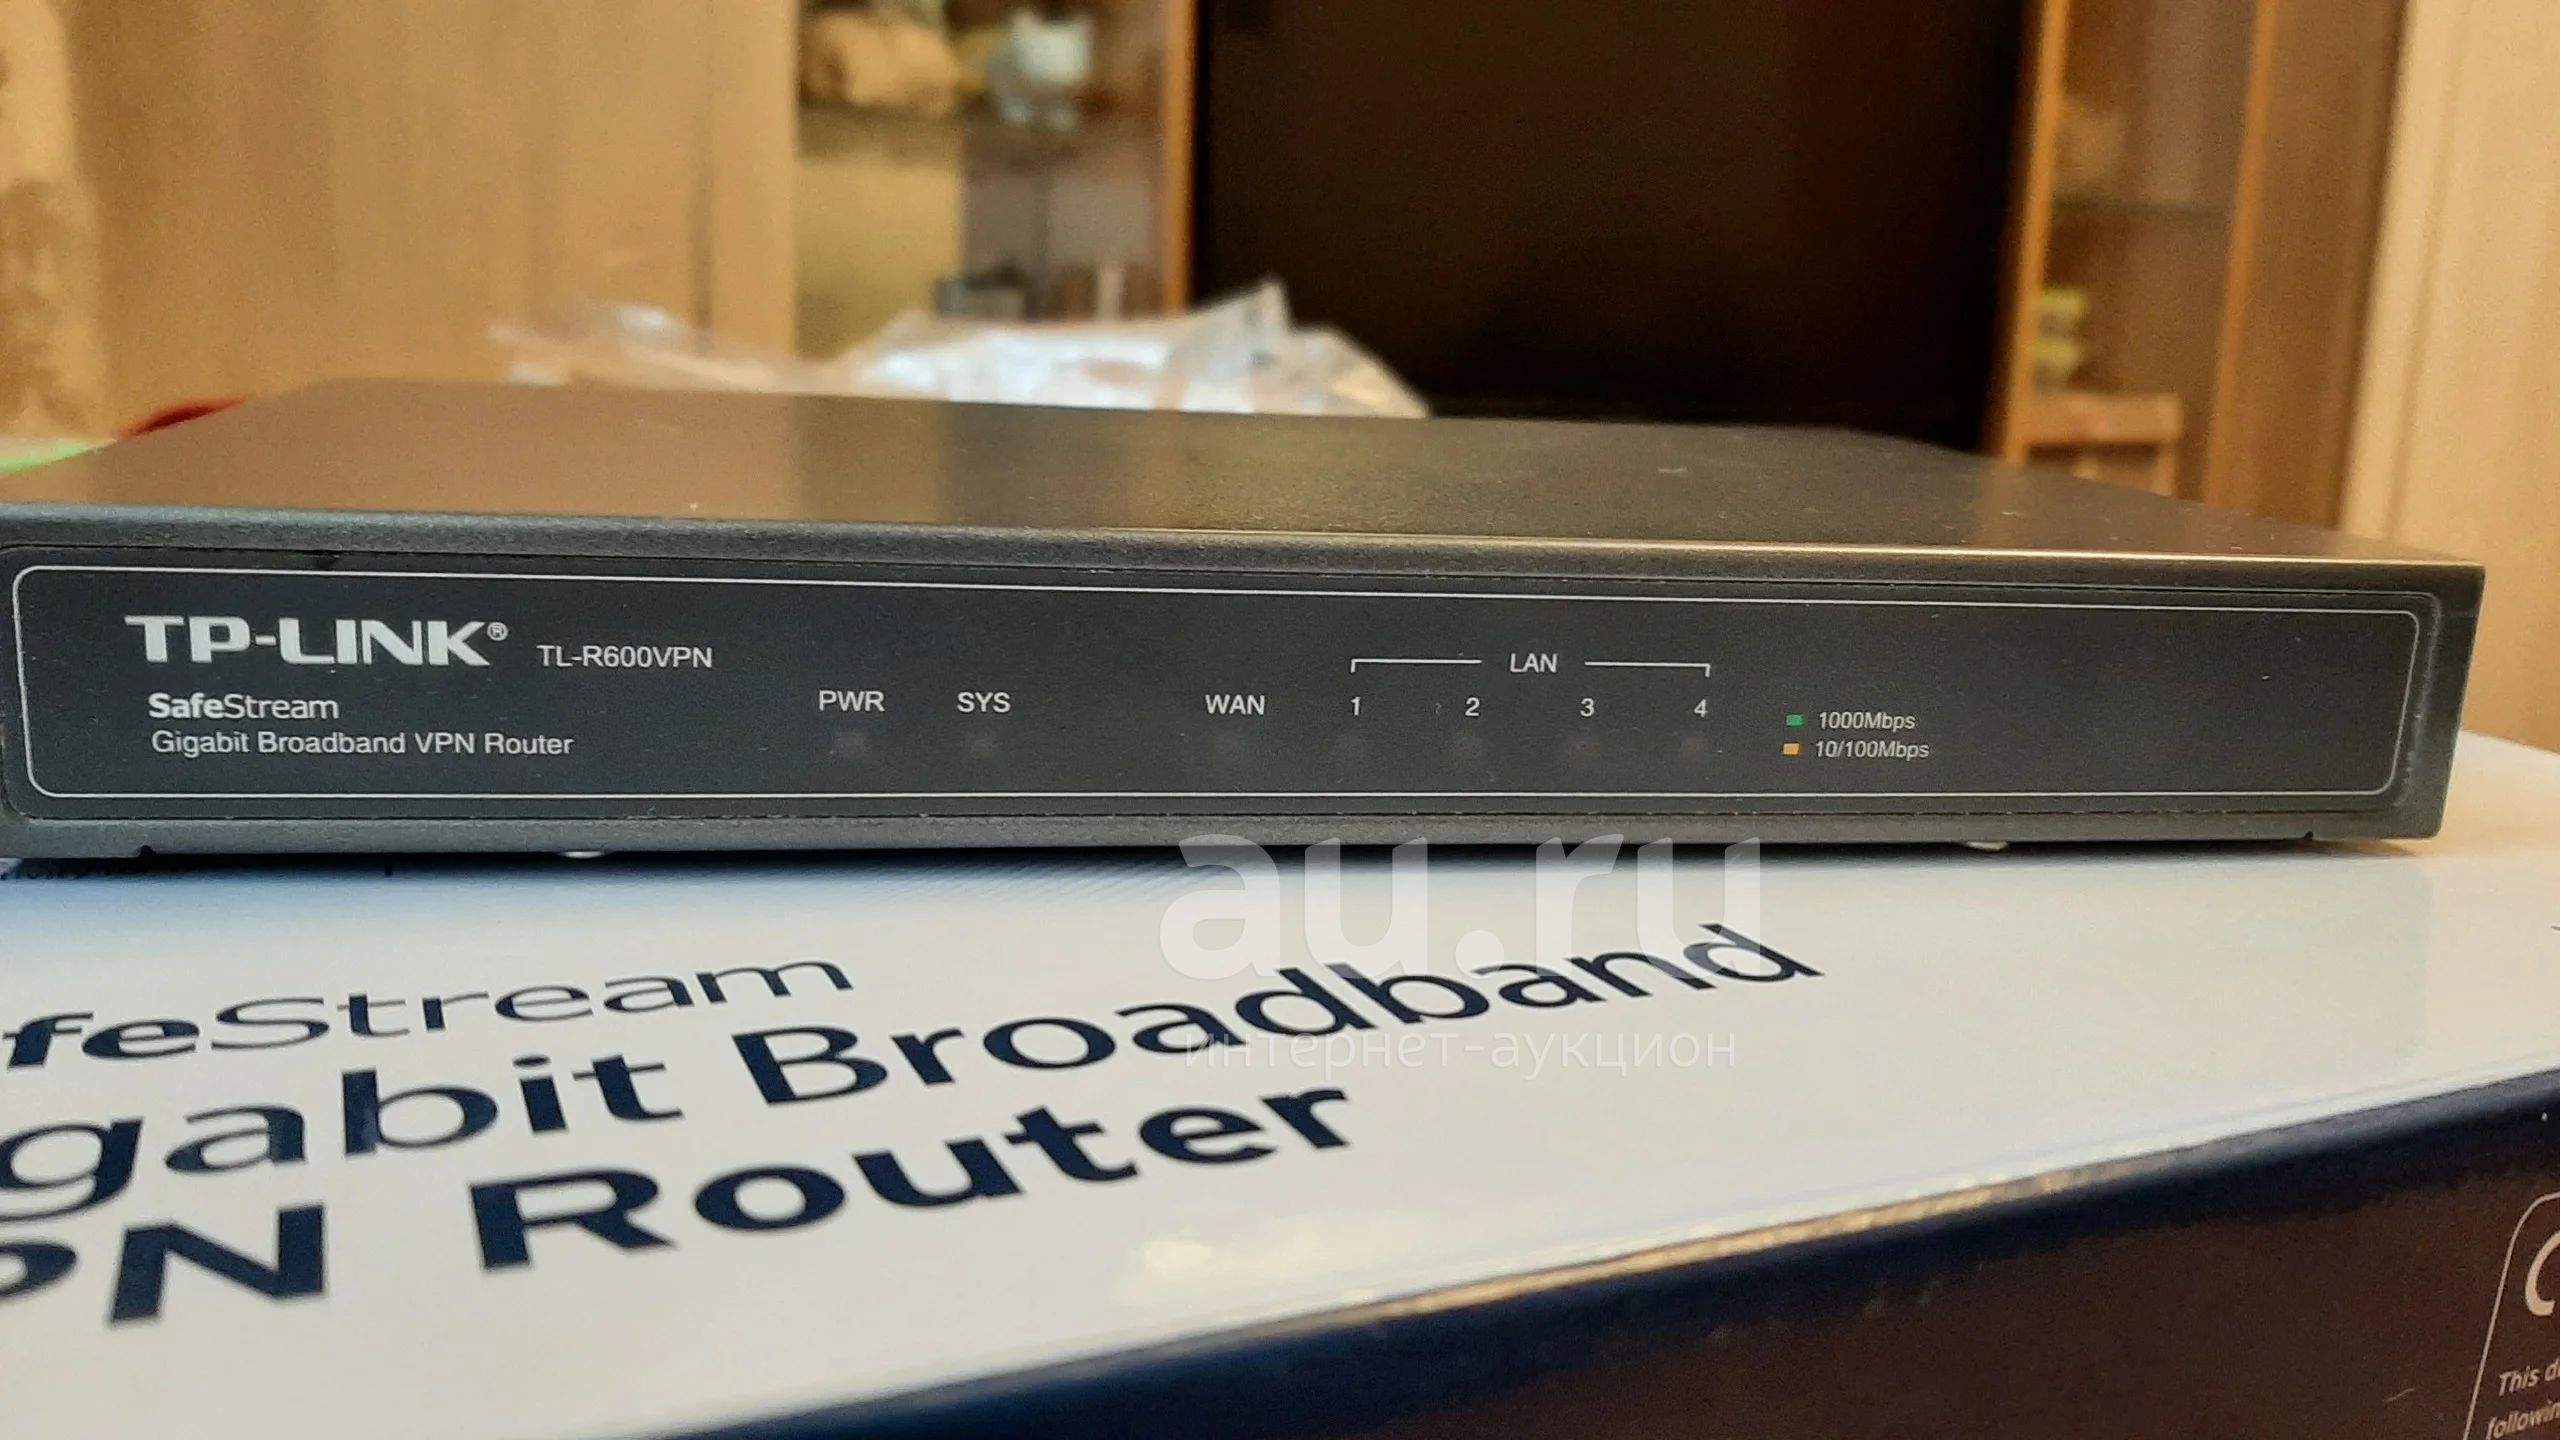 TP-LINK® TL-R600VPN
SafeStream
Gigabit Broadband VPN Router
PWR SYS WAN
LAN
1 2 3 4
1000Mbps
10/100Mbps
au.ru
интернет-аукцион
feStream
gabit Broadband
PN Router
This d
followin